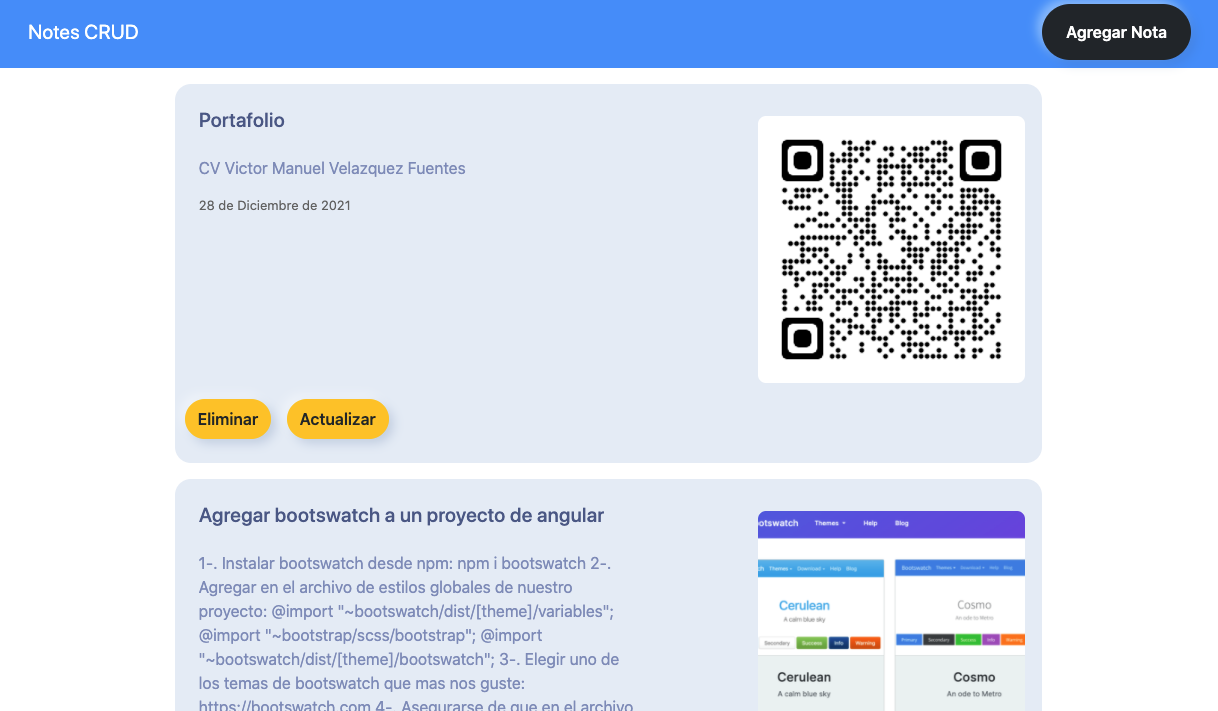 Notes CRUD
Agregar Nota
Portafolio
CV Victor Manuel Velazquez Fuentes
28 de Diciembre de 2021
Eliminar
Actualizar
Agregar bootswatch a un proyecto de angular
1-. Instalar bootswatch desde npm: npm i bootswatch 2-.
Agregar en el archivo de estilos globales de nuestro
proyecto: @import "~bootswatch/dist/[theme]/variables";
@import "~bootstrap/scss/bootstrap"; @import
"~bootswatch/dist/[theme]/bootswatch"; 3-. Elegir uno de
los temas de bootswatch que mas nos guste:
https://bootswatch.com 4-. Asegurarse de que en el archivo
otswatch Themes Help Blog
ch Themes Download Help Blog
Bootswatch Themes Download Help Blog
Cerulean
A calm blue sky
Cosmo
An ode to Metro
Secondary Success Info Warning
Primary Secondary Success Info Warning
Cerulean
A calm blue sky
Cosmo
An ode to Metro